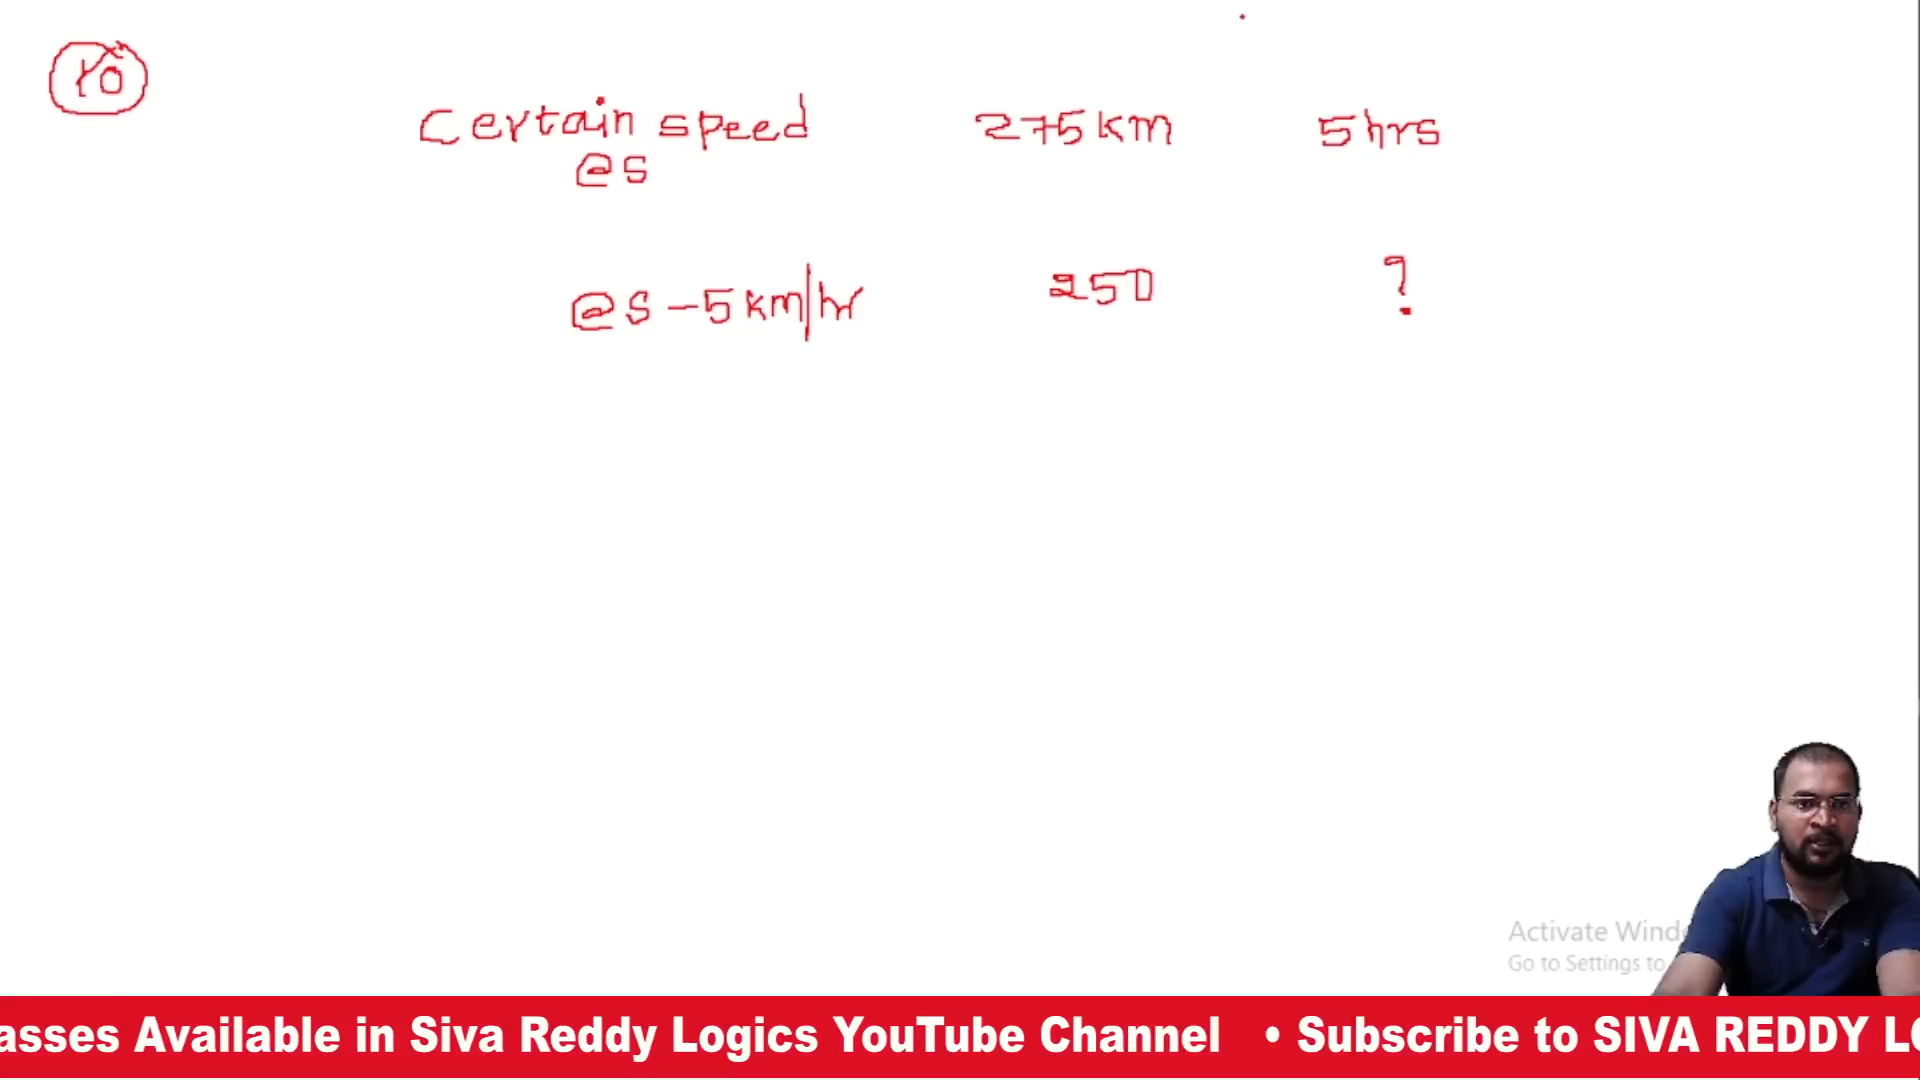 10
Certain speed 275 km 5 hrs
@ S
@ S - 5 km/hr 250 ?
Activate Wind
Go to Settings to
asses Available in Siva Reddy Logics YouTube Channel • Subscribe to SIVA REDDY L